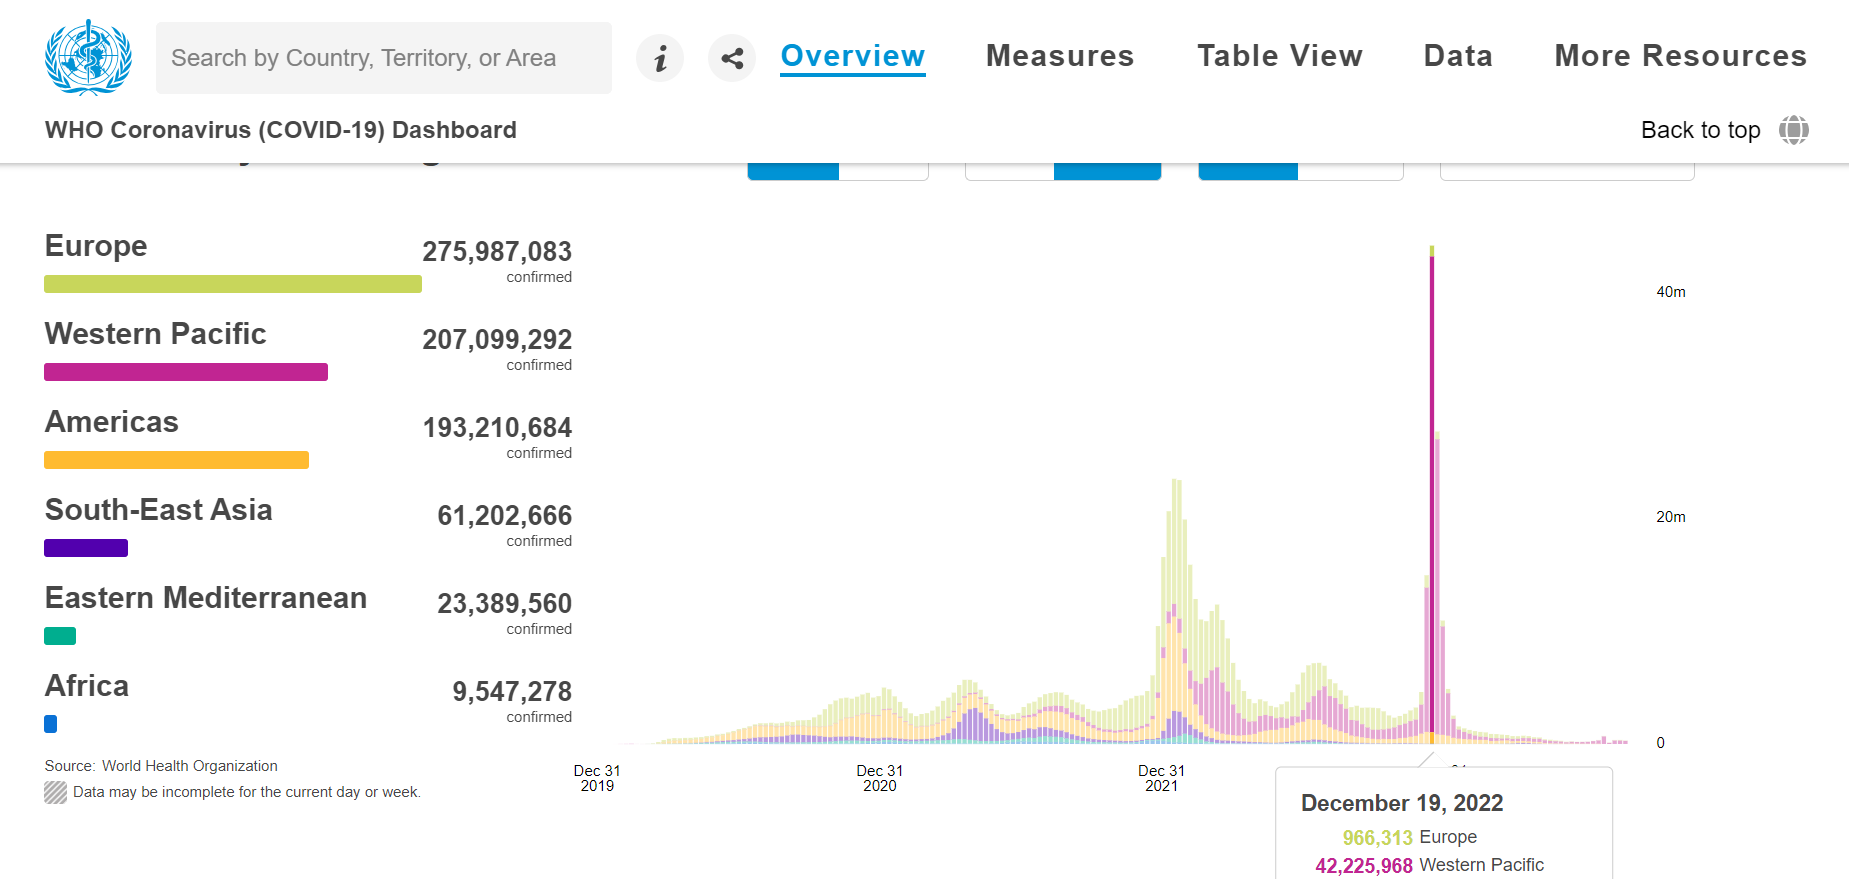 Search by Country, Territory, or Area
i
Overview
Measures
Table View
Data
More Resources
WHO Coronavirus (COVID-19) Dashboard
Back to top
Europe
275,987,083
confirmed
Western Pacific
207,099,292
confirmed
Americas
193,210,684
confirmed
South-East Asia
61,202,666
confirmed
Eastern Mediterranean
23,389,560
confirmed
Africa
9,547,278
confirmed
Source: World Health Organization
Data may be incomplete for the current day or week.
40m
20m
0
Dec 31
2019
Dec 31
2020
Dec 31
2021
December 19, 2022
966,313 Europe
42,225,968 Western Pacific